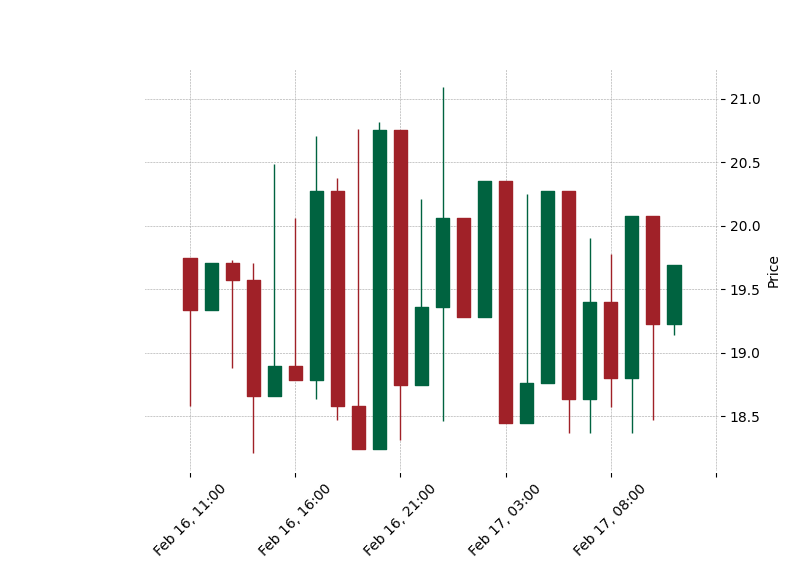 21.0
20.5
20.0
19.5
19.0
18.5
Price
Feb 16, 11:00
Feb 16, 16:00
Feb 16, 21:00
Feb 17, 03:00
Feb 17, 08:00